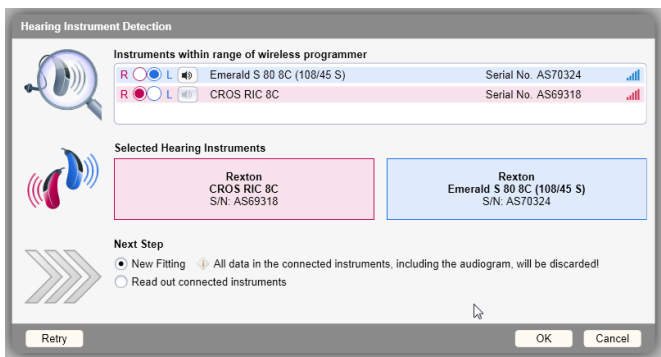 Hearing Instrument Detection
Instruments within range of wireless programmer
R L Emerald S 80 8C (108/45 S) Serial No. AS70324
R L CROS RIC 8C Serial No. AS69318
Selected Hearing Instruments
Rexton
CROS RIC 8C
S/N: AS69318
Rexton
Emerald S 80 8C (108/45 S)
S/N: AS70324
Next Step
New Fitting All data in the connected instruments, including the audiogram, will be discarded!
Read out connected instruments
Retry OK Cancel